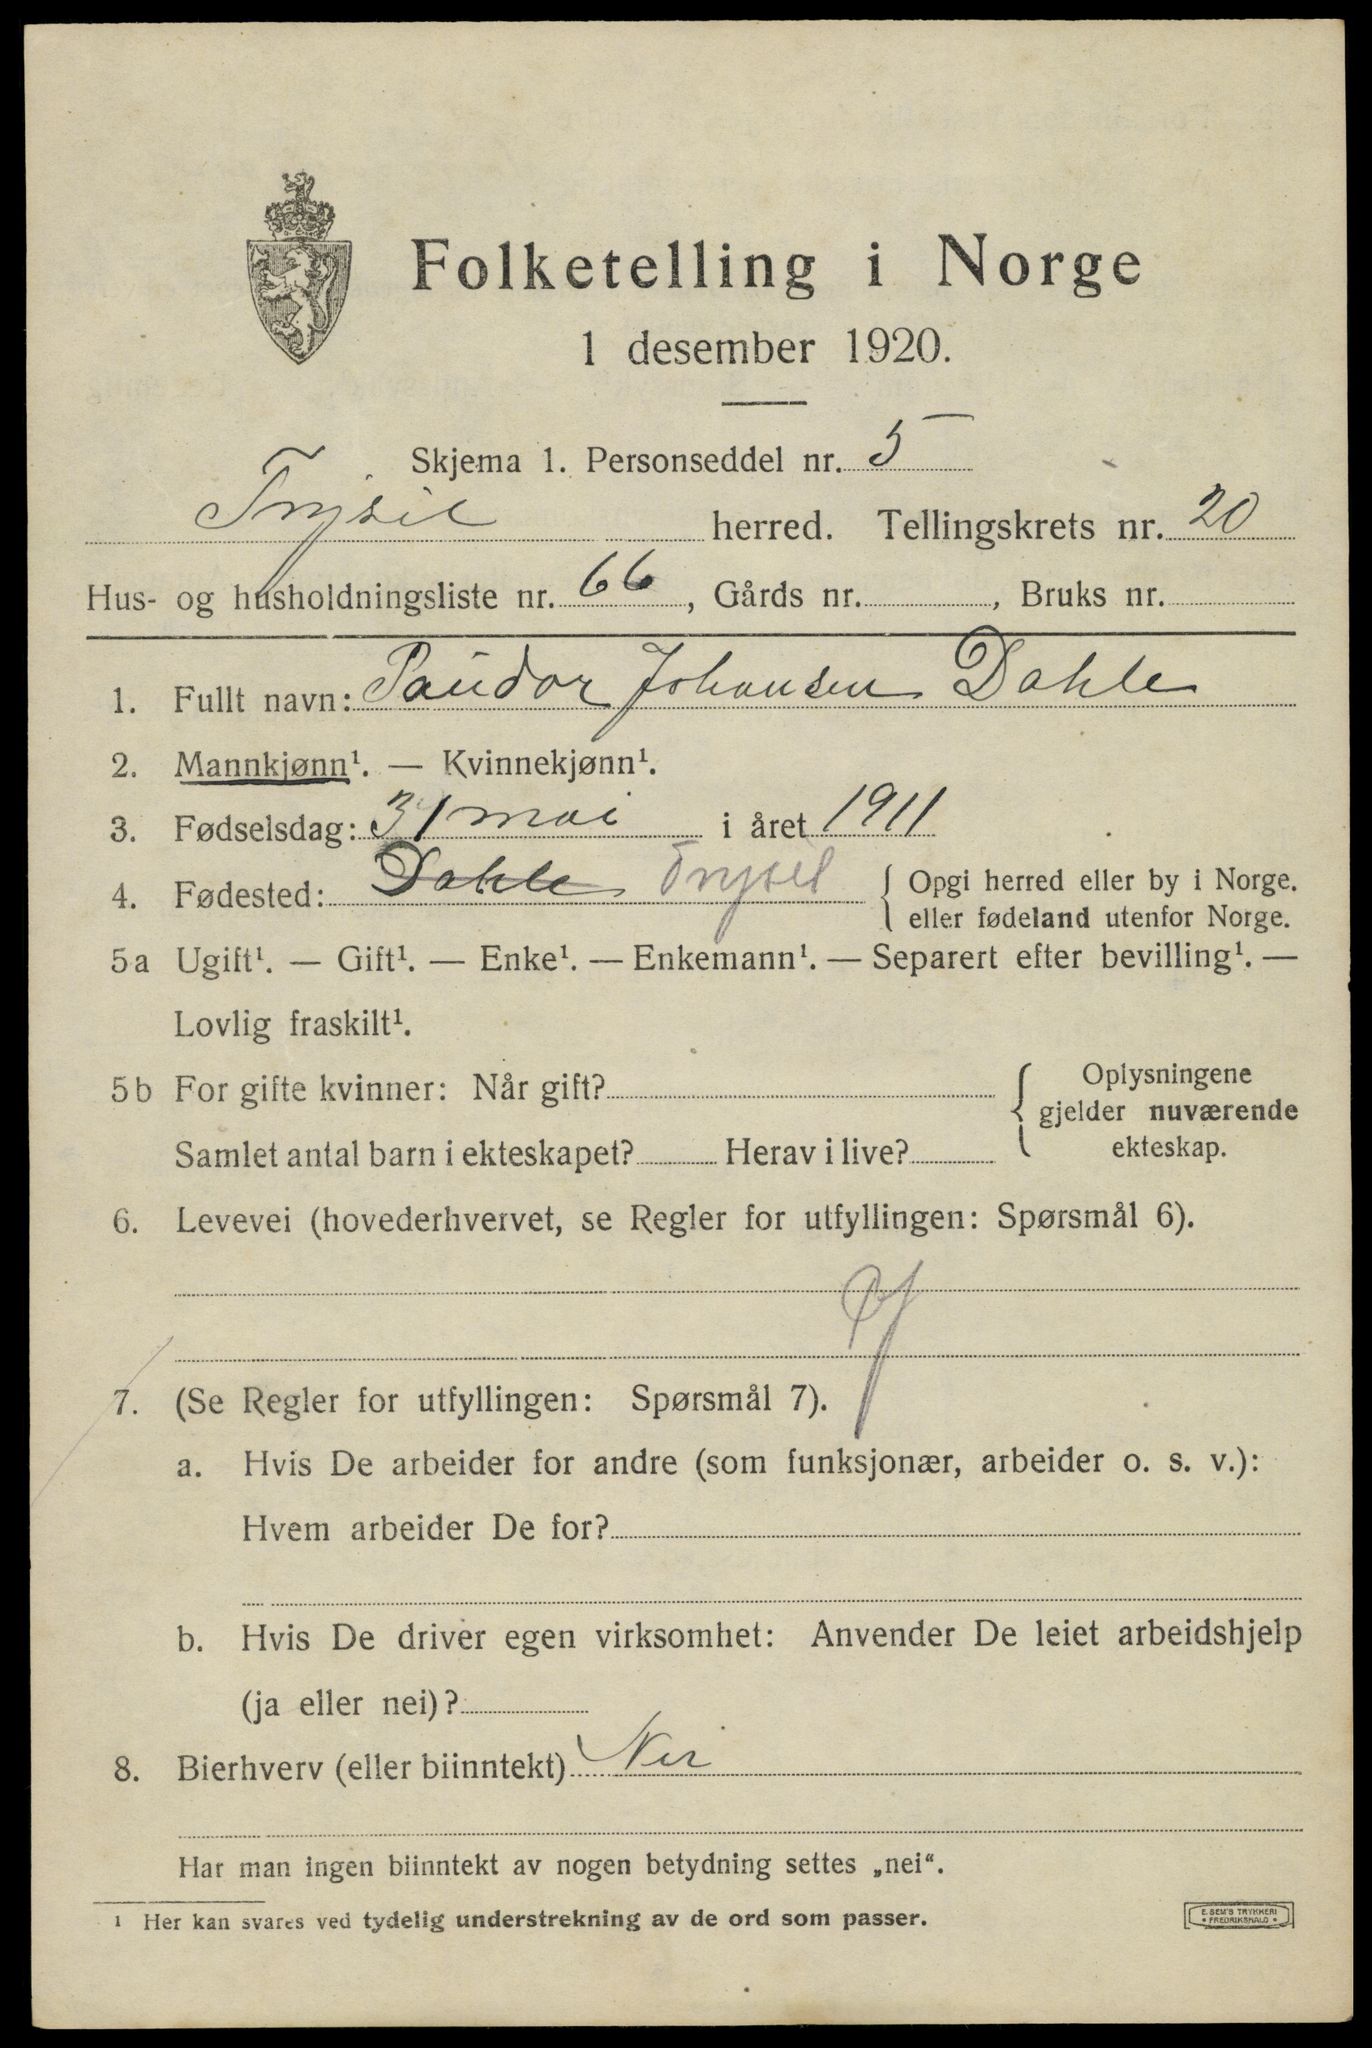 Folketelling i Norge
1 desember 1920.
Skjema 1. Personseddel nr. 5
Trysil herred. Tellingskrets nr. 20
Hus- og husholdningsliste nr. 66, Gårds nr. , Bruks nr.
1. Fullt navn: Johansen Dahle
2. Mannkjønn¹. — Kvinnekjønn¹.
3. Fødselsdag: 31 mai i året 1911
4. Fødested: Dahle Trysil { Opgi herred eller by i Norge.
eller fødeland utenfor Norge.
5a Ugift¹. — Gift¹. — Enke¹. — Enkemann¹. — Separert efter bevilling¹. —
Lovlig fraskilt¹.
5b For gifte kvinner: Når gift? { Oplysningene
gjelder nuværende
Samlet antal barn i ekteskapet? Herav i live? ekteskap.
6. Levevei (hovederhvervet, se Regler for utfyllingen: Spørsmål 6).
7. (Se Regler for utfyllingen: Spørsmål 7).
a. Hvis De arbeider for andre (som funksjonær, arbeider o. s. v.):
Hvem arbeider De for?
b. Hvis De driver egen virksomhet: Anvender De leiet arbeidshjelp
(ja eller nei)?
8. Bierhverv (eller biinntekt) Nei
Har man ingen biinntekt av nogen betydning settes „nei“.
¹ Her kan svares ved tydelig understrekning av de ord som passer.
E. SEM'S TRYKKERI
• FREDRIKSHALD •